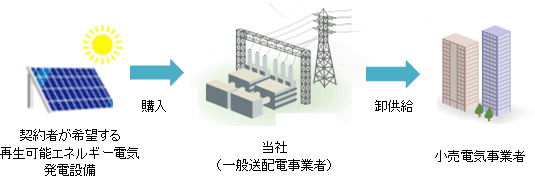 購入
卸供給
契約者が希望する
再生可能エネルギー電気
発電設備
当社
（一般送配電事業者）
小売電気事業者